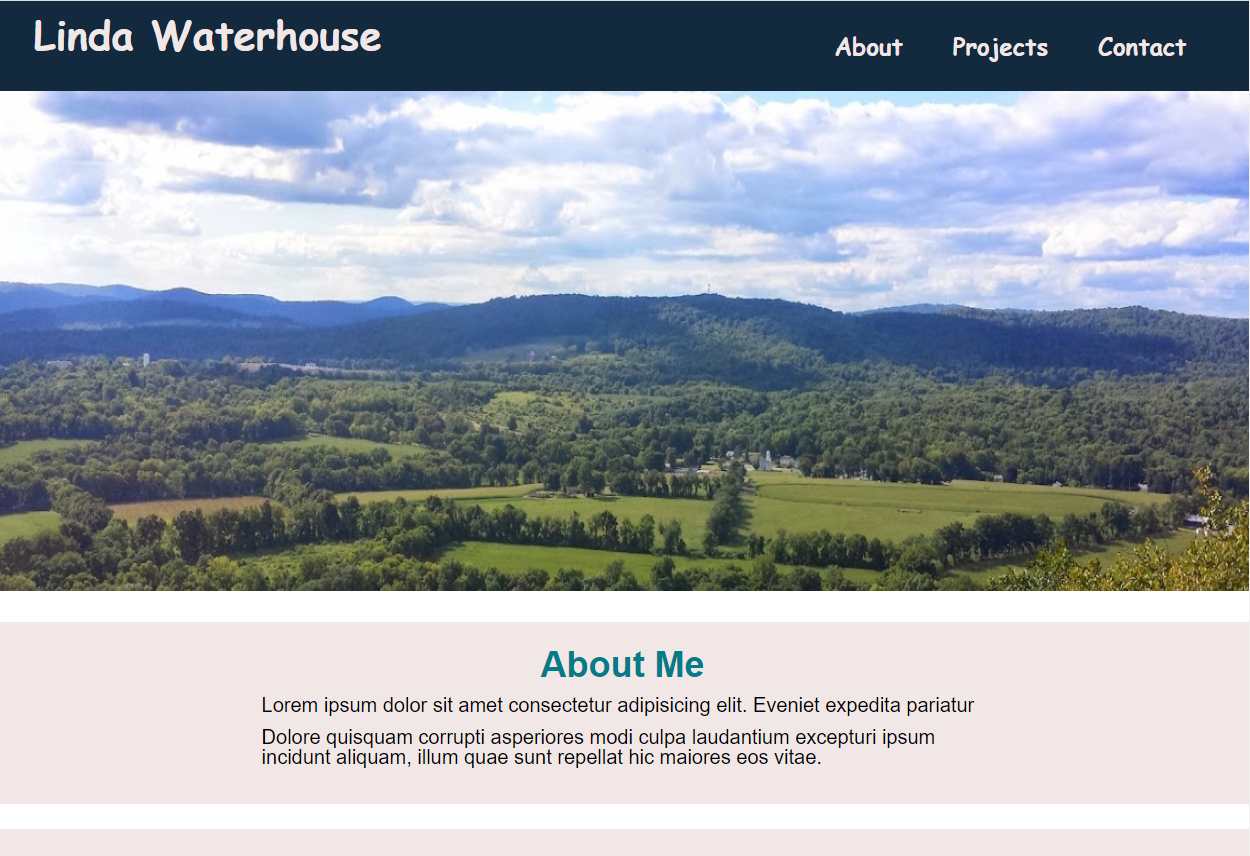 Linda Waterhouse
About Projects Contact
About Me
Lorem ipsum dolor sit amet consectetur adipisicing elit. Eveniet expedita pariatur
Dolore quisquam corrupti asperiores modi culpa laudantium excepturi ipsum
incidunt aliquam, illum quae sunt repellat hic maiores eos vitae.